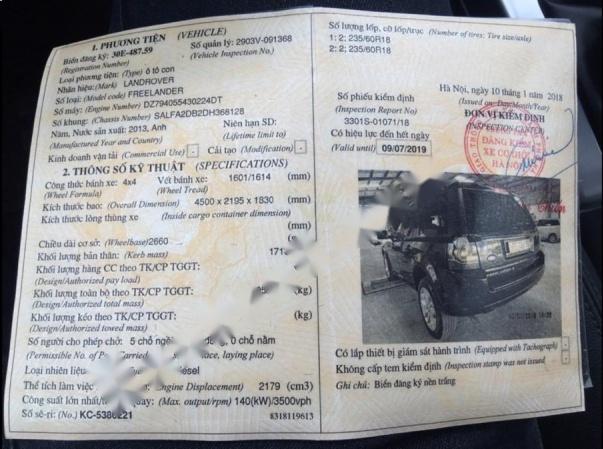 1. PHƯƠNG TIỆN (VEHICLE)
Biển đăng ký: 30E-487.59 Số quản lý: 2903V-091368
(Registration Number) (Vehicle Inspection No.)
Loại phương tiện: (Type) ô tô con
Nhãn hiệu: (Mark) LANDROVER
Số loại: (Model code) FREELANDER
Số máy: (Engine Number) DZ794055430224DT
Số khung: (Chassis Number) SALFA2DB2DH368128
Năm, Nước sản xuất: 2013, Anh Niên hạn SD:
(Manufactured Year and Country) (Lifetime limit to)
Kinh doanh vận tải (Commercial Use) - Cải tạo (Modification) -
2. THÔNG SỐ KỸ THUẬT (SPECIFICATIONS)
Công thức bánh xe: 4x4 Vết bánh xe: 1601/1614 (mm)
(Wheel Formula) (Wheel Tread)
Kích thước bao: (Overall Dimension) 4500 x 2195 x 1830 (mm)
Kích thước lòng thùng xe (Inside cargo container dimension)
(mm)
Chiều dài cơ sở: (Wheelbase) 2660
Khối lượng bản thân: (Kerb mass)
Khối lượng hàng CC theo TK/CP TGGT:
(Design/Authorized pay load)
Khối lượng toàn bộ theo TK/CP TGGT: (kg)
(Design/Authorized total mass)
Khối lượng kéo theo TK/CP TGGT: (kg)
(Design/Authorized towed mass)
Số người cho phép chở: 5 chỗ 0 chỗ nằm
(Permissible No. of Carried place, laying place)
Loại nhiên liệu
Thể tích làm việc Engine Displacement) 2179 (cm3)
Công suất lớn nhất/ quay: (Max. output/rpm) 140(kW)/3500vph
Số sê-ri: (No.) KC-5386221 8318119613
Số lượng lốp, cỡ lốp/trục (Number of tires: Tire size/axle)
1: 2; 235/60R18
2: 2; 235/60R18
Hà Nội, ngày 10 tháng 1 năm 2018
Số phiếu kiểm định (Issued on: Day/Month/Year)
(Inspection Report No) ĐƠN VỊ KIỂM ĐỊNH
3301S-01071/18 (INSPECTION CENTER)
Có hiệu lực đến hết ngày
(Valid until) 09/07/2019
ĐĂNG KIỂM
XE CƠ GIỚI
HÀ NỘI
Có lắp thiết bị giám sát hành trình (Equipped with Tachograph) -
Không cấp tem kiểm định (Inspection stamp was not issued -
Ghi chú: Biển đăng ký nền trắng